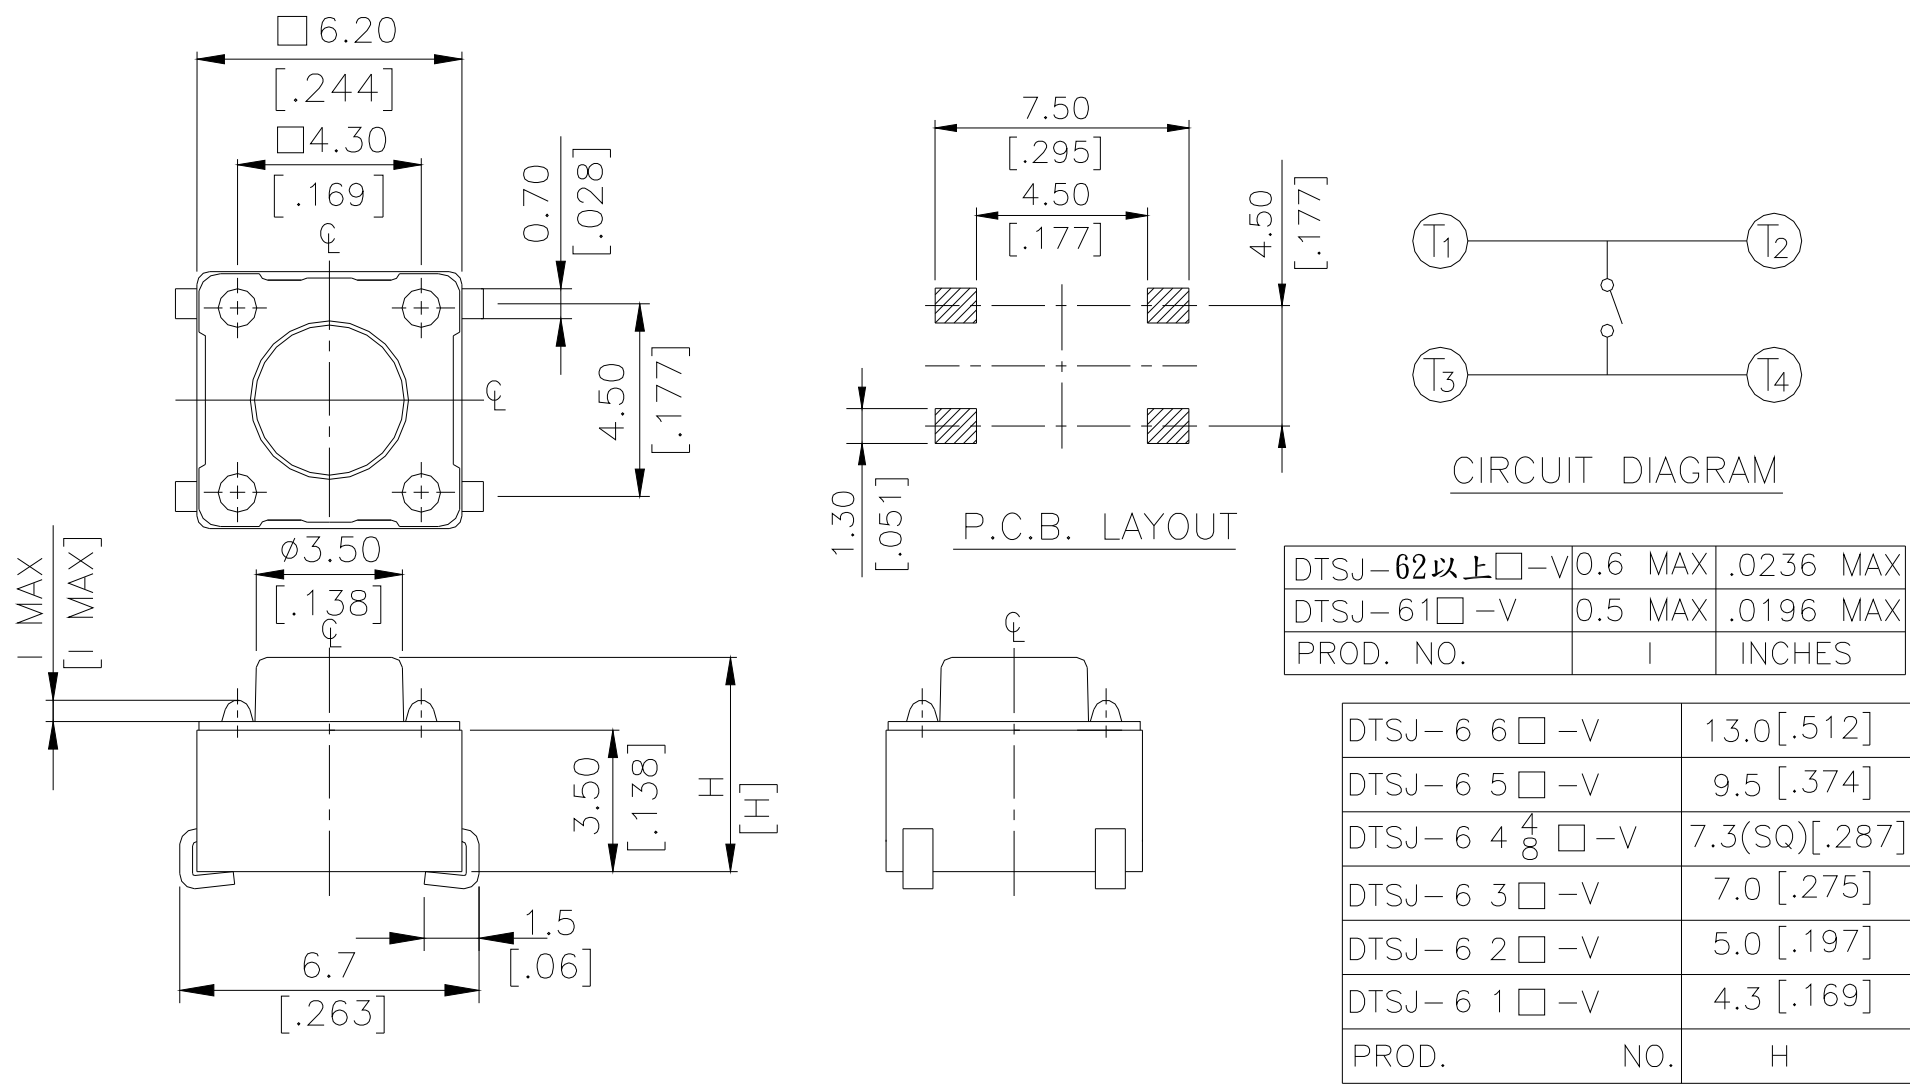 □ 6.20
[.244]
□4.30
[.169]
℄
0.70
[.028]
℄
4.50
[.177]
I MAX
[I MAX]
ø3.50
[.138]
℄
3.50
[.138]
H
[H]
1.5
[.06]
6.7
[.263]
7.50
[.295]
4.50
[.177]
4.50
[.177]
1.30
[.051]
P.C.B. LAYOUT
℄
T1
T2
T3
T4
CIRCUIT DIAGRAM
DTSJ-62以上□-V 0.6 MAX .0236 MAX
DTSJ-61□-V 0.5 MAX .0196 MAX
PROD. NO. I INCHES
DTSJ-6 6□-V 13.0[.512]
DTSJ-6 5□-V 9.5 [.374]
DTSJ-6 4 4/8 □-V 7.3(SQ)[.287]
DTSJ-6 3□-V 7.0 [.275]
DTSJ-6 2□-V 5.0 [.197]
DTSJ-6 1□-V 4.3 [.169]
PROD. NO. H